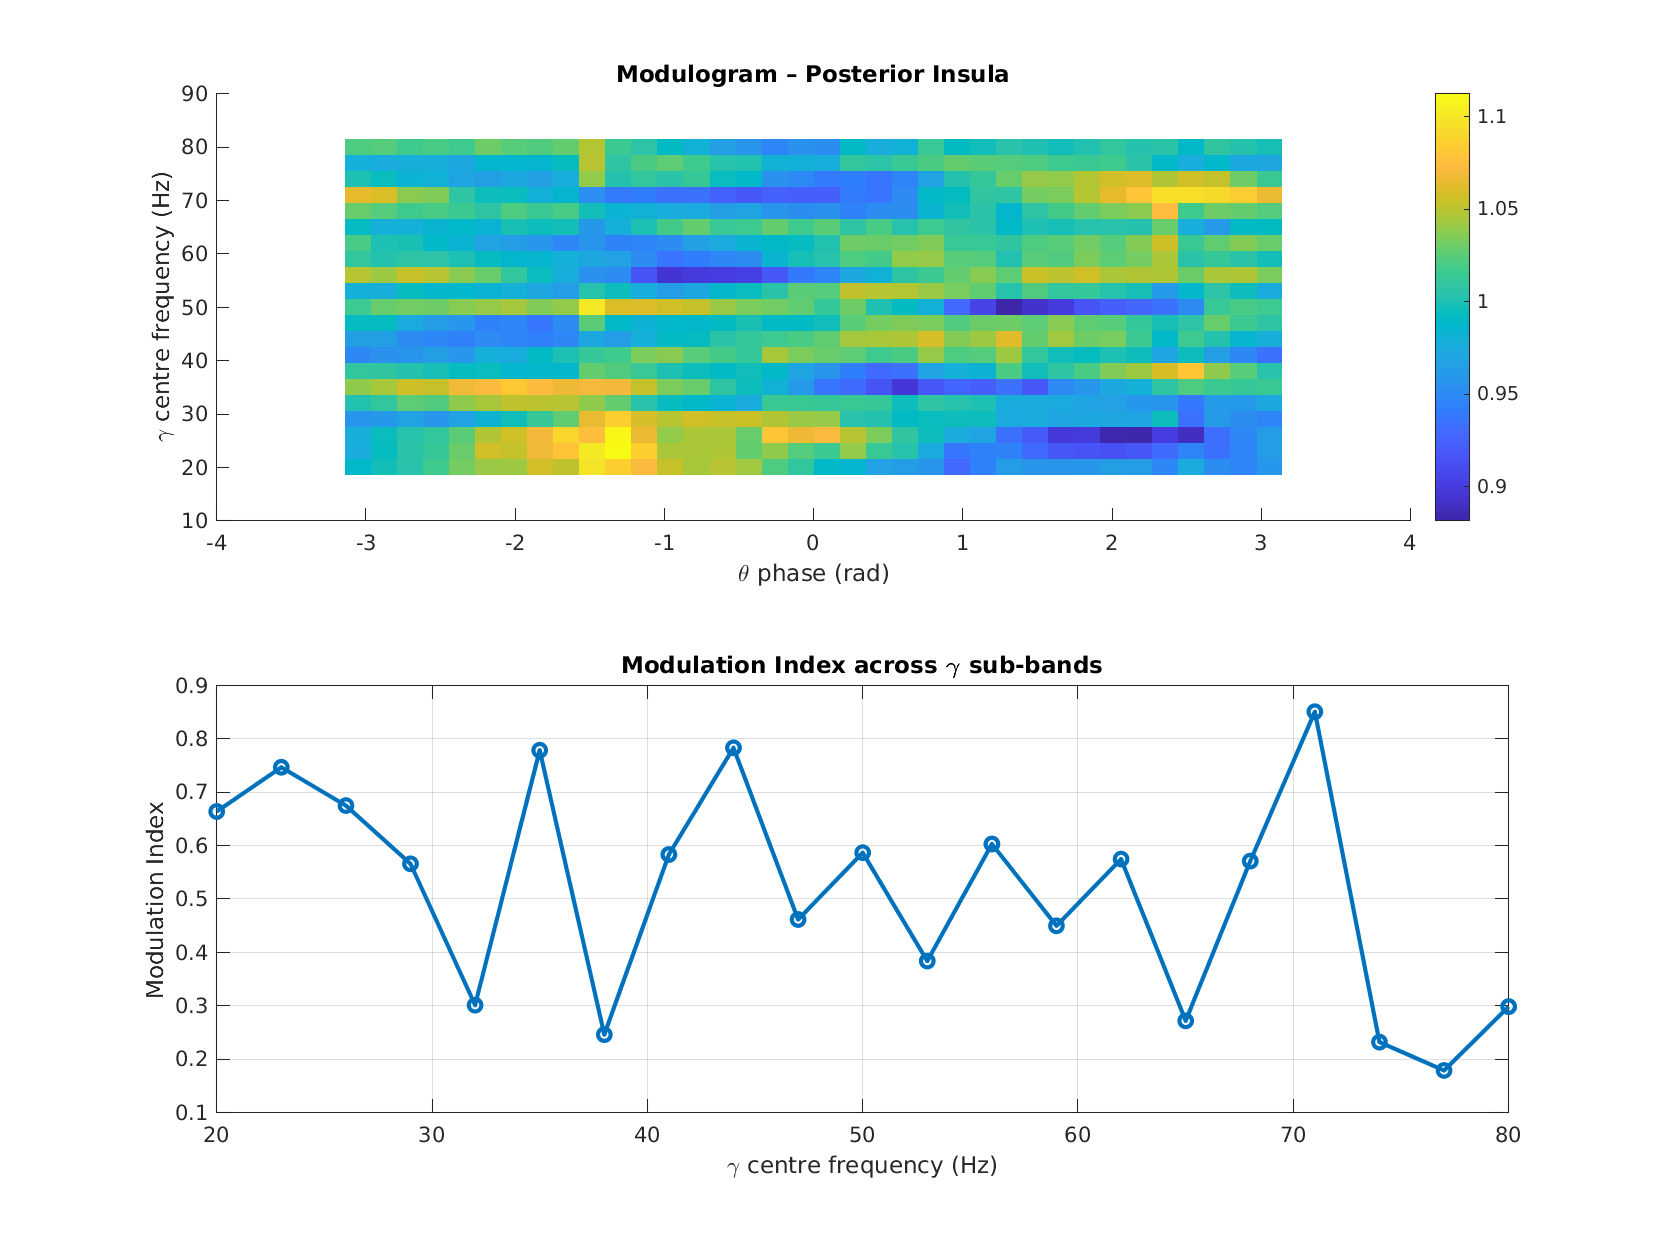 Modulogram – Posterior Insula
γ centre frequency (Hz)
90
80
70
60
50
40
30
20
10
-4 -3 -2 -1 0 1 2 3 4
θ phase (rad)
1.1
1.05
1
0.95
0.9
Modulation Index across γ sub-bands
Modulation Index
0.9
0.8
0.7
0.6
0.5
0.4
0.3
0.2
0.1
20 30 40 50 60 70 80
γ centre frequency (Hz)